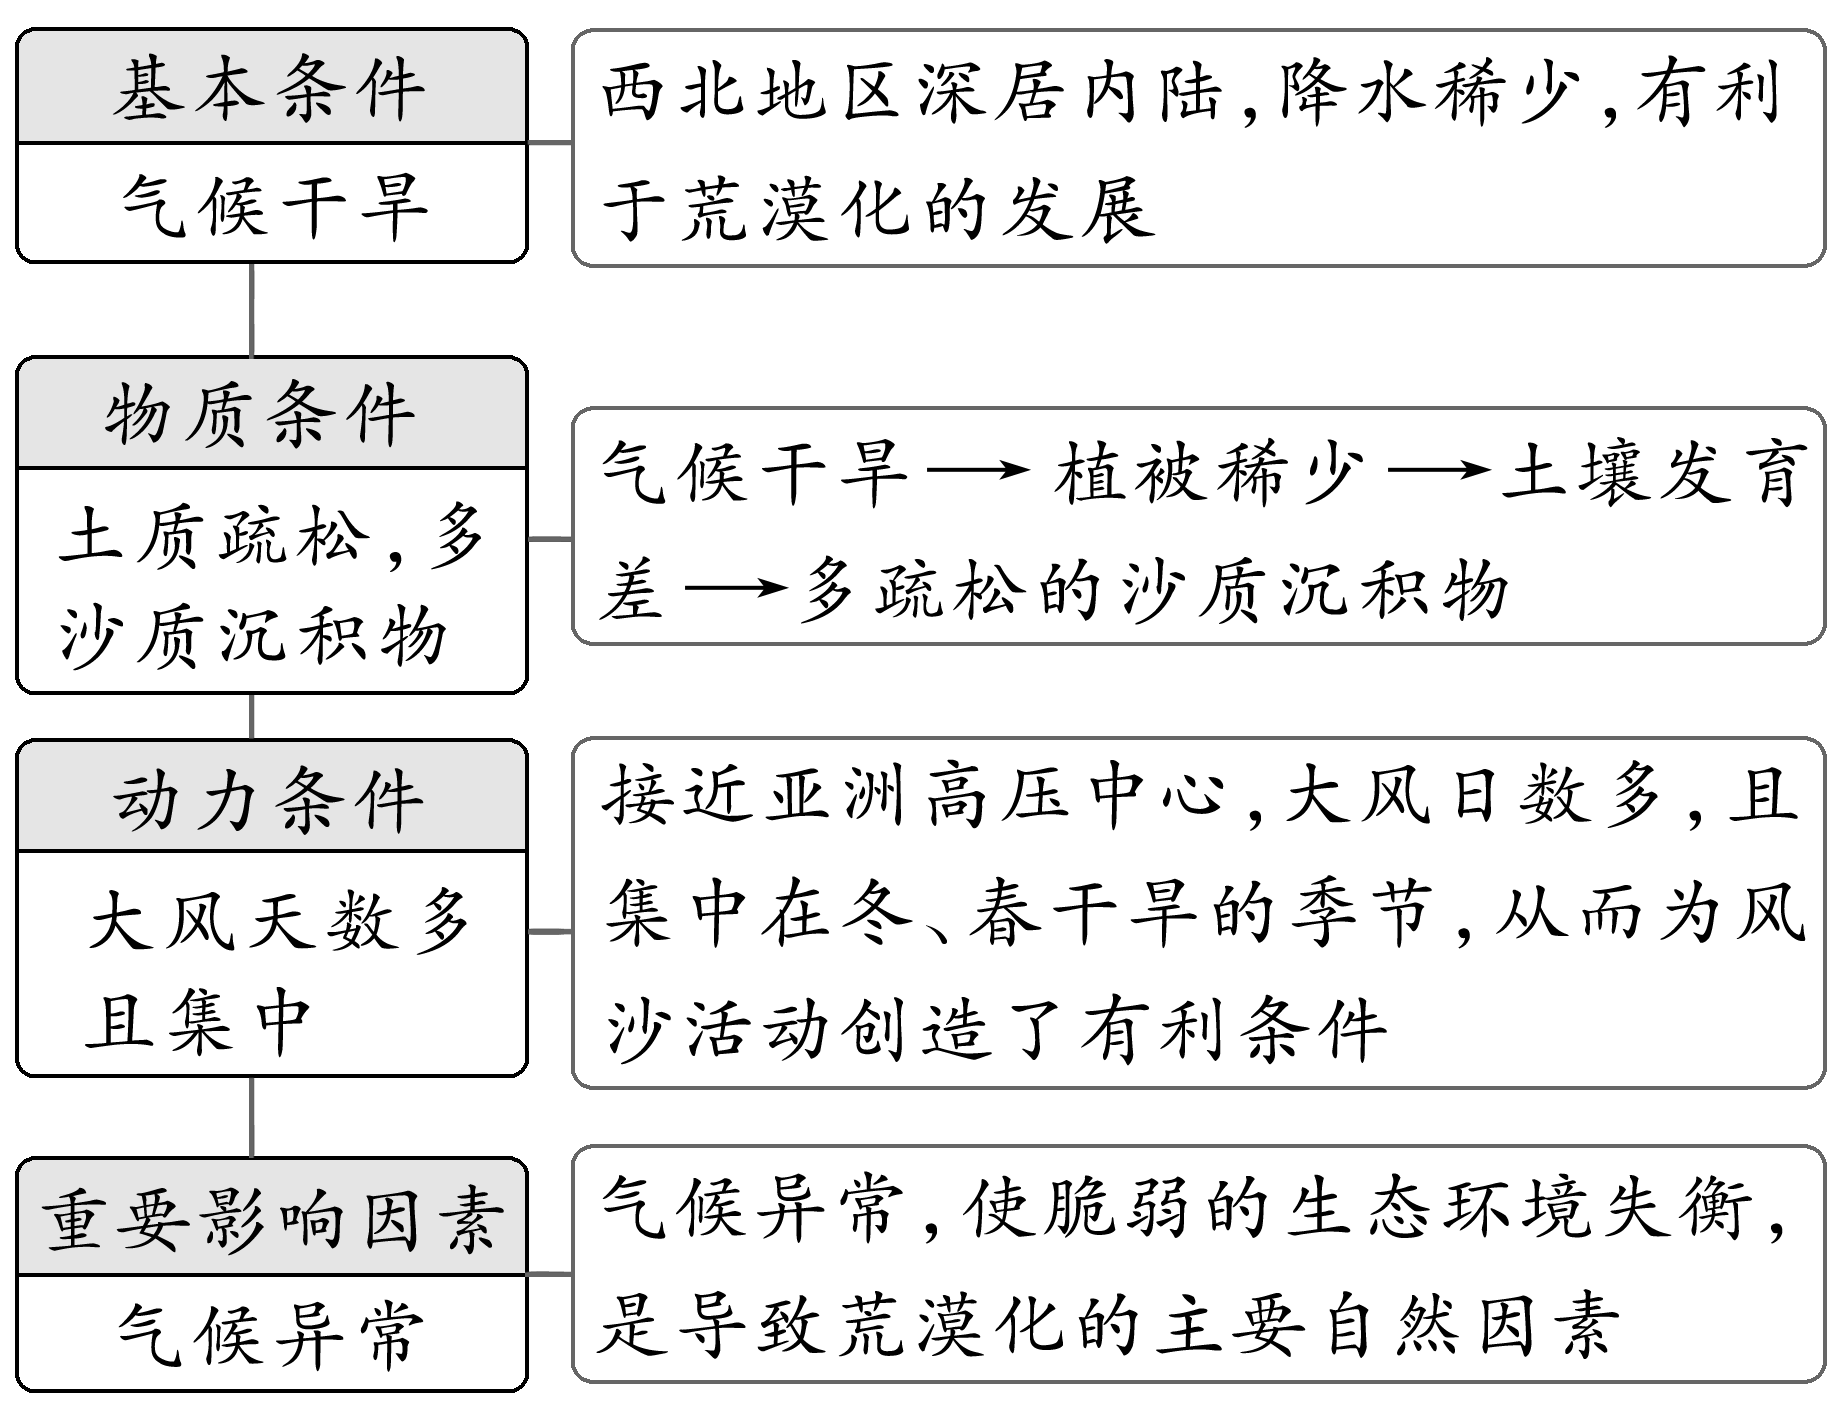 基本条件
气候干旱
西北地区深居内陆,降水稀少,有利
于荒漠化的发展
物质条件
土质疏松,多
沙质沉积物
气候干旱→植被稀少→土壤发育
差→多疏松的沙质沉积物
动力条件
大风天数多
且集中
接近亚洲高压中心,大风日数多,且
集中在冬、春干旱的季节,从而为风
沙活动创造了有利条件
重要影响因素
气候异常
气候异常,使脆弱的生态环境失衡,
是导致荒漠化的主要自然因素